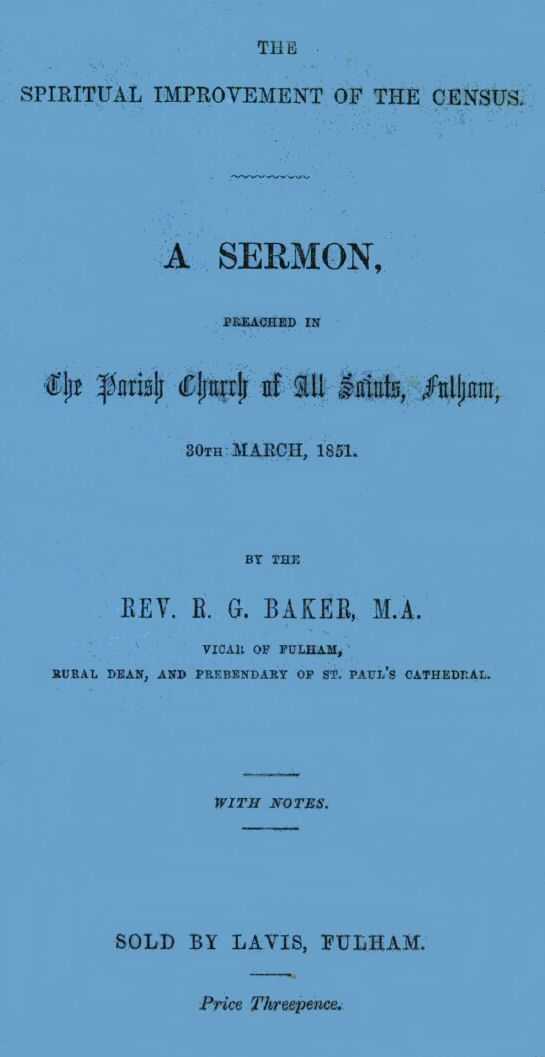 THE
SPIRITUAL IMPROVEMENT OF THE CENSUS.
A SERMON,
PREACHED IN
The Parish Church of All Saints, Fulham,
30TH MARCH, 1851.
BY THE
REV. R. G. BAKER, M.A.
VICAR OF FULHAM,
RURAL DEAN, AND PREBENDARY OF ST. PAUL'S CATHEDRAL.
WITH NOTES.
SOLD BY LAVIS, FULHAM.
Price Threepence.